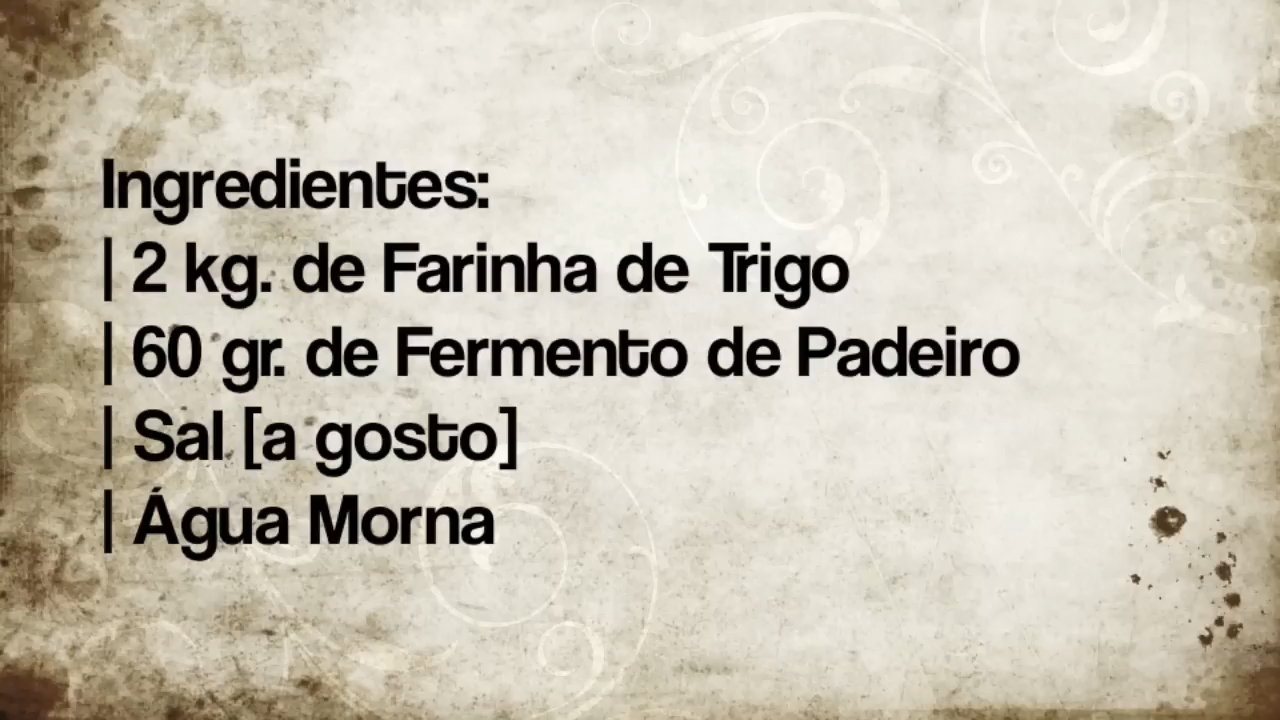 Ingredientes:
| 2 kg. de Farinha de Trigo
| 60 gr. de Fermento de Padeiro
| Sal [a gosto]
| Água Morna